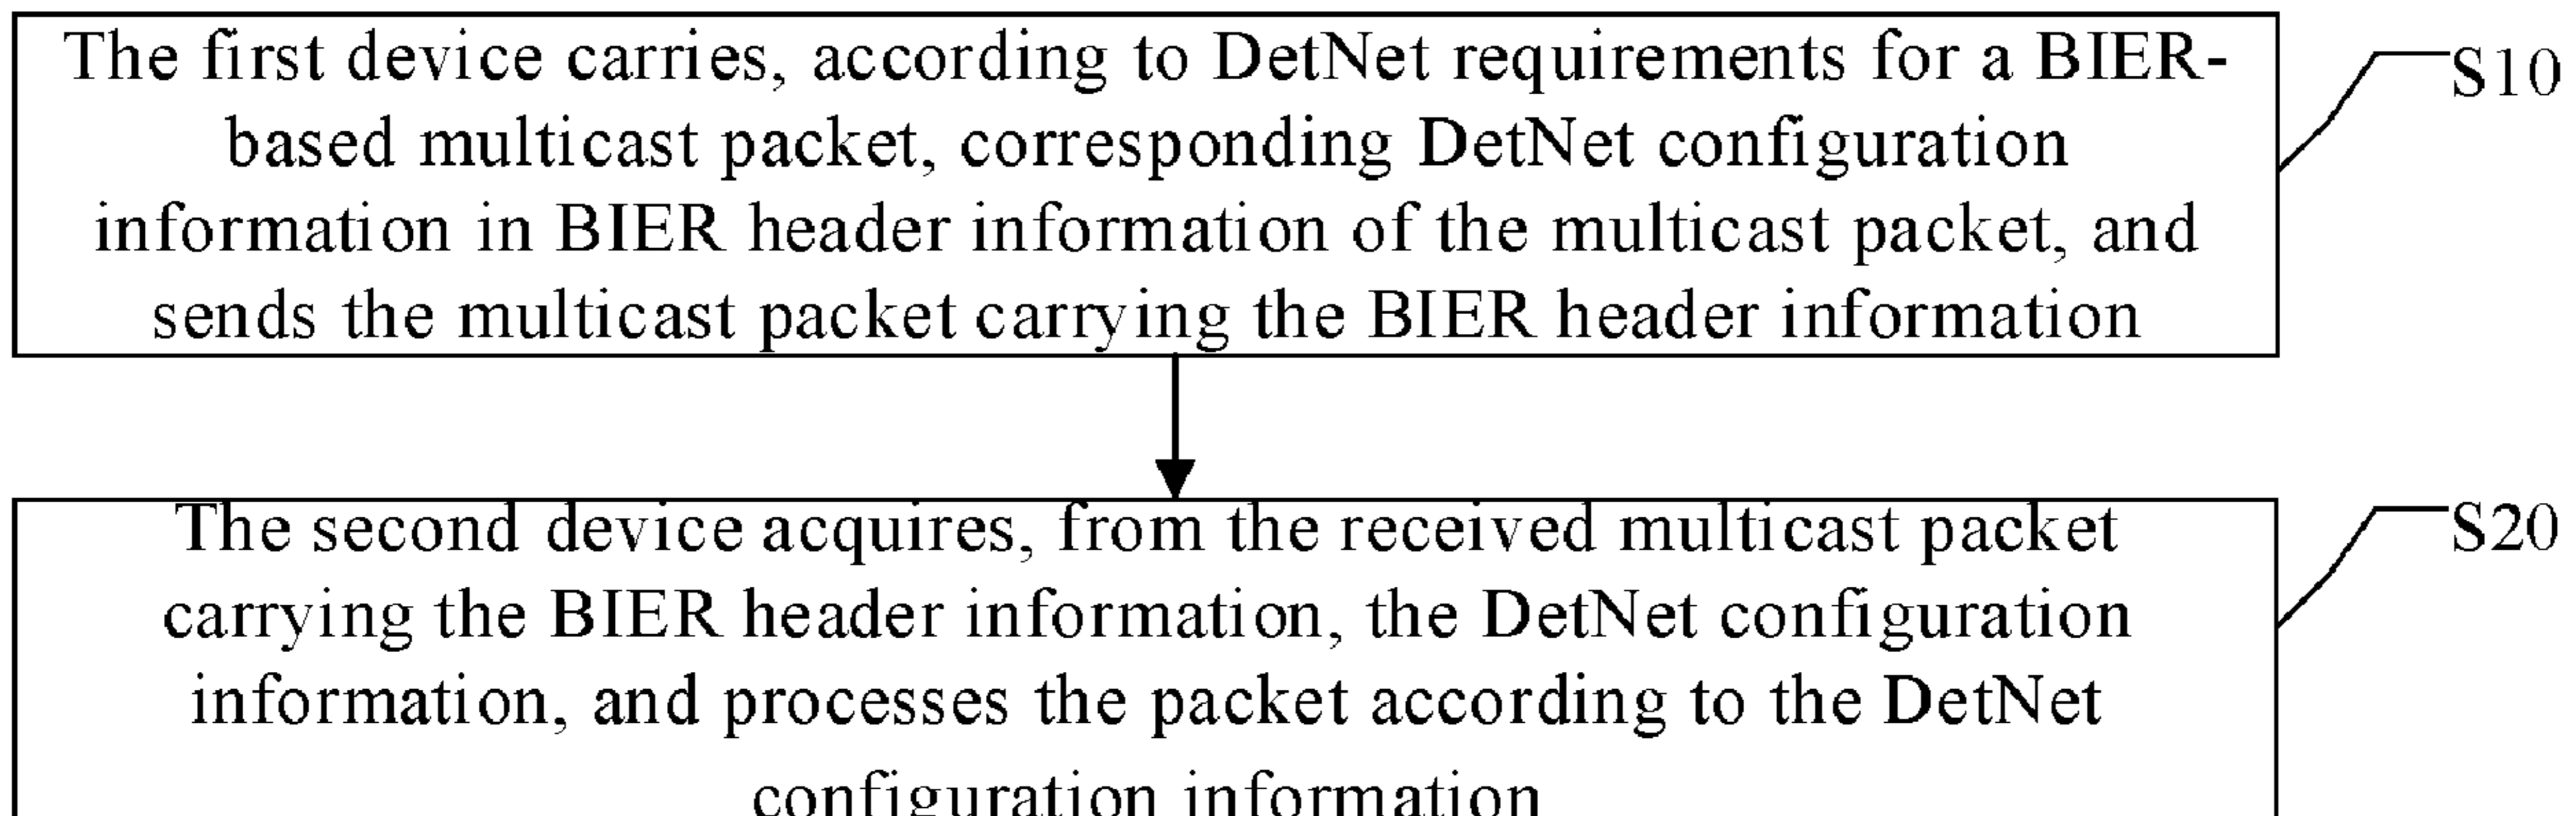 The first device carries, according to DetNet requirements for a BIER-
based multicast packet, corresponding DetNet configuration
information in BIER header information of the multicast packet, and
sends the multicast packet carrying the BIER header information
S10
The second device acquires, from the received multicast packet
carrying the BIER header information, the DetNet configuration
information, and processes the packet according to the DetNet
configuration information
S20